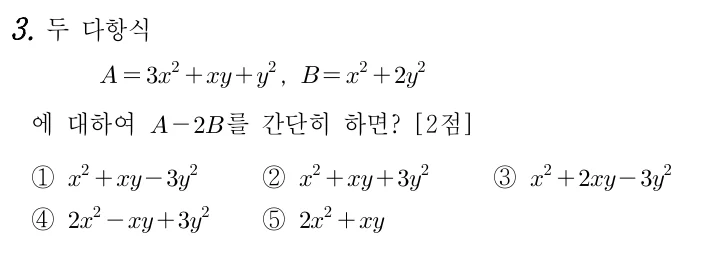 3. 두 다항식
A=3x²+xy+y², B=x²+2y²
에 대하여 A-2B를 간단히 하면? [2점]
① x²+xy-3y² ② x²+xy+3y² ③ x²+2xy-3y²
④ 2x²-xy+3y² ⑤ 2x²+xy